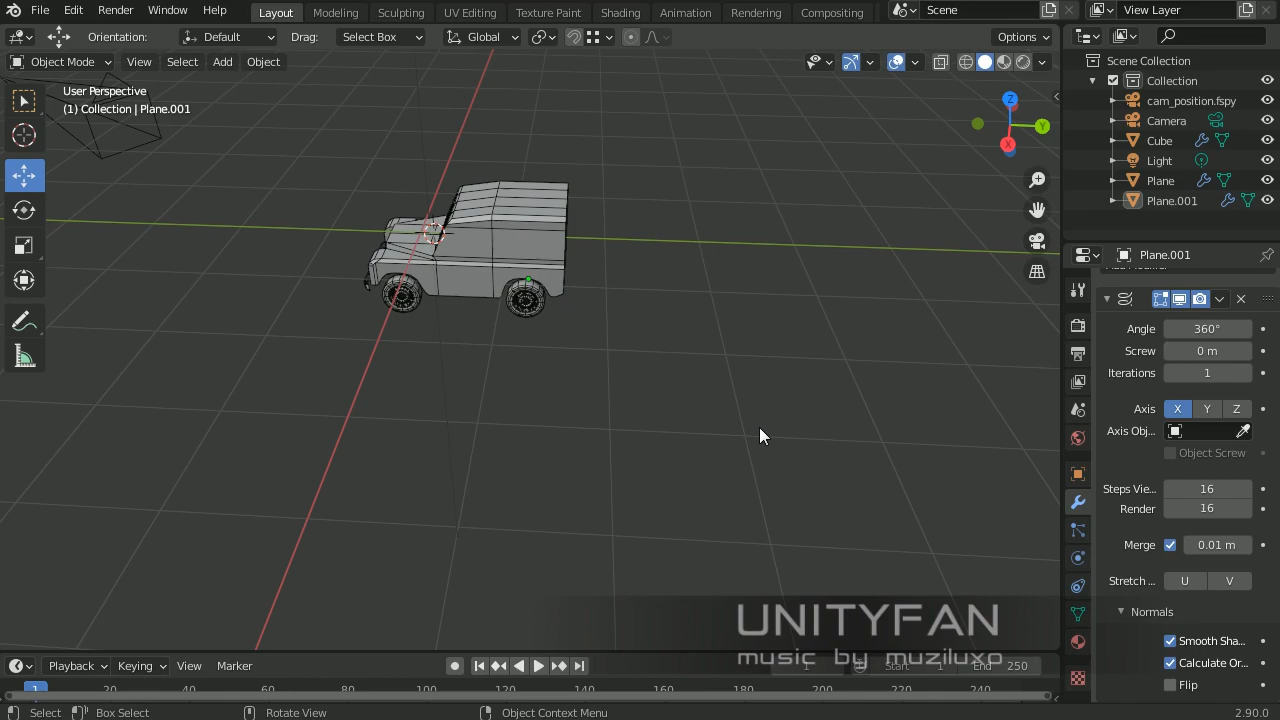 File Edit Render Window Help Layout Modeling Sculpting UV Editing Texture Paint Shading Animation Rendering Compositing Scene View Layer
Orientation: Default Drag: Select Box Global Options
Object Mode View Select Add Object
User Perspective
(1) Collection | Plane.001
Z
Y
X
Scene Collection
Collection
cam_position.fspy
Camera
Cube
Light
Plane
Plane.001
Plane.001
Angle 360°
Screw 0 m
Iterations 1
Axis X Y Z
Axis Obj...
Object Screw
Steps Vie... 16
Render 16
Merge 0.01 m
Stretch ... U V
Normals
Smooth Sha...
Calculate Or...
Flip
UNITYFAN
music by muziluxo
Playback Keying View Marker 1 Start 1 End 250
1 20 40 60 80 100 120 140 160 180 200 220 240
Select Box Select Rotate View Object Context Menu 2.90.0